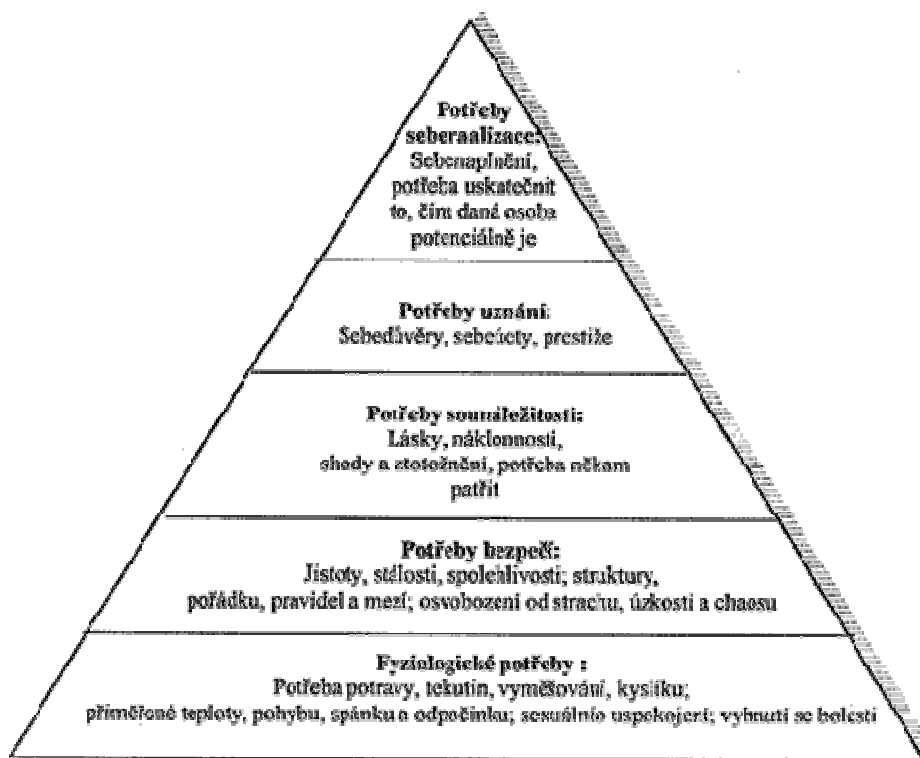 Potřeby
seberealizace:
Sebenaplnění,
potřeba uskutečnit
to, čím daná osoba
potenciálně je
Potřeby uznání:
Sebedůvěry, sebeúcty, prestiže
Potřeby sounáležitosti:
Lásky, náklonnosti,
shody a ztotožnění, potřeba někam
patřit
Potřeby bezpečí:
Jistoty, stálosti, spolehlivosti; struktury,
pořádku, pravidel a mezí; osvobození od strachu, úzkosti a chaosu
Fyziologické potřeby :
Potřeba potravy, tekutin, vyměšování, kyslíku;
přiměřené teploty, pohybu, spánku a odpočinku; sexuálního uspokojení; vyhnutí se bolesti